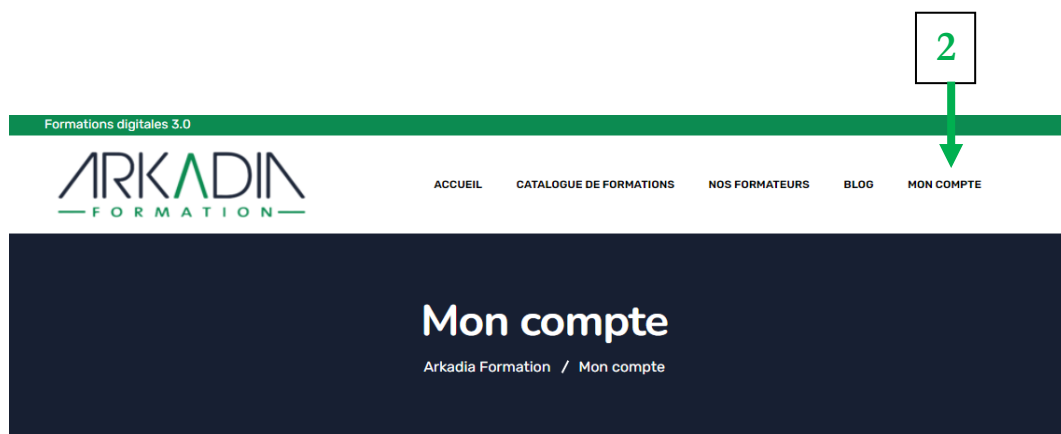 2
Formations digitales 3.0
ARKADIA
FORMATION
ACCUEIL CATALOGUE DE FORMATIONS NOS FORMATEURS BLOG MON COMPTE
Mon compte
Arkadia Formation / Mon compte